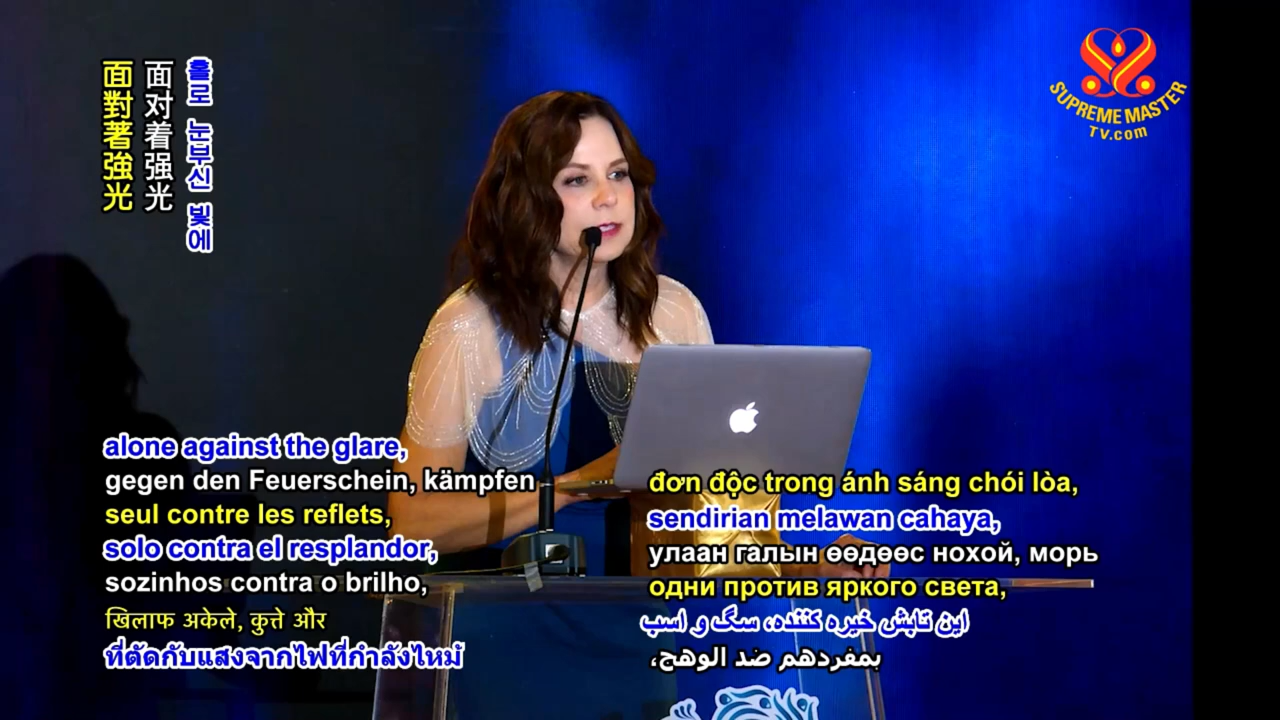 面對著強光
面对着强光
홀로 눈부신 빛에
SUPREME MASTER
TV.com
alone against the glare,
gegen den Feuerschein, kämpfen
seul contre les reflets,
solo contra el resplandor,
sozinhos contra o brilho,
खिलाफ अकेले, कुत्ते और
ที่ตัดกับแสงจากไฟที่กำลังไหม้
đơn độc trong ánh sáng chói lòa,
sendirian melawan cahaya,
улаан галын өөдөөс нохой, морь
одни против яркого света,
این تابش خیره کننده، سگ و اسب
بمفردهم ضد الوهج،